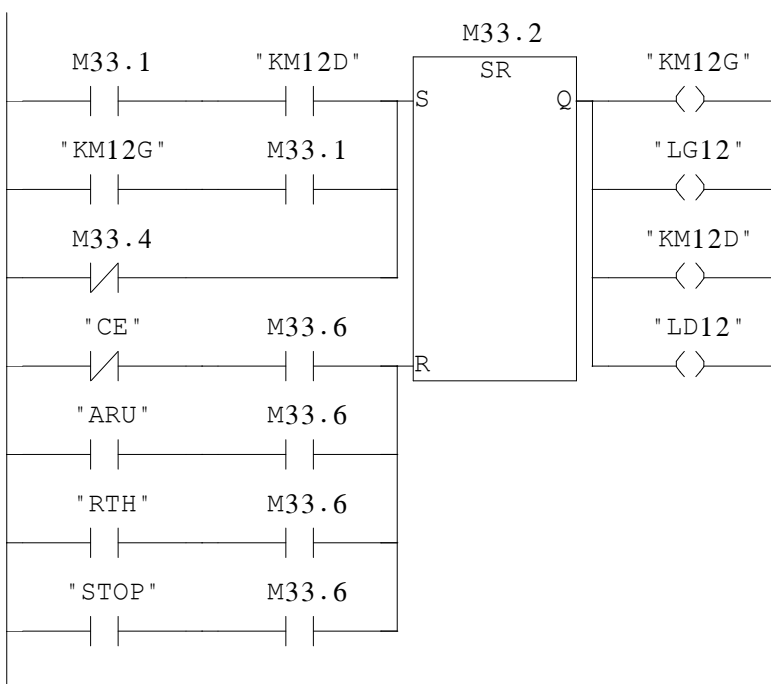 M33.2
M33.1 "KM12D" SR "KM12G"
S Q
"KM12G" M33.1 "LG12"
M33.4 "KM12D"
"CE" M33.6 "LD12"
R
"ARU" M33.6
"RTH" M33.6
"STOP" M33.6